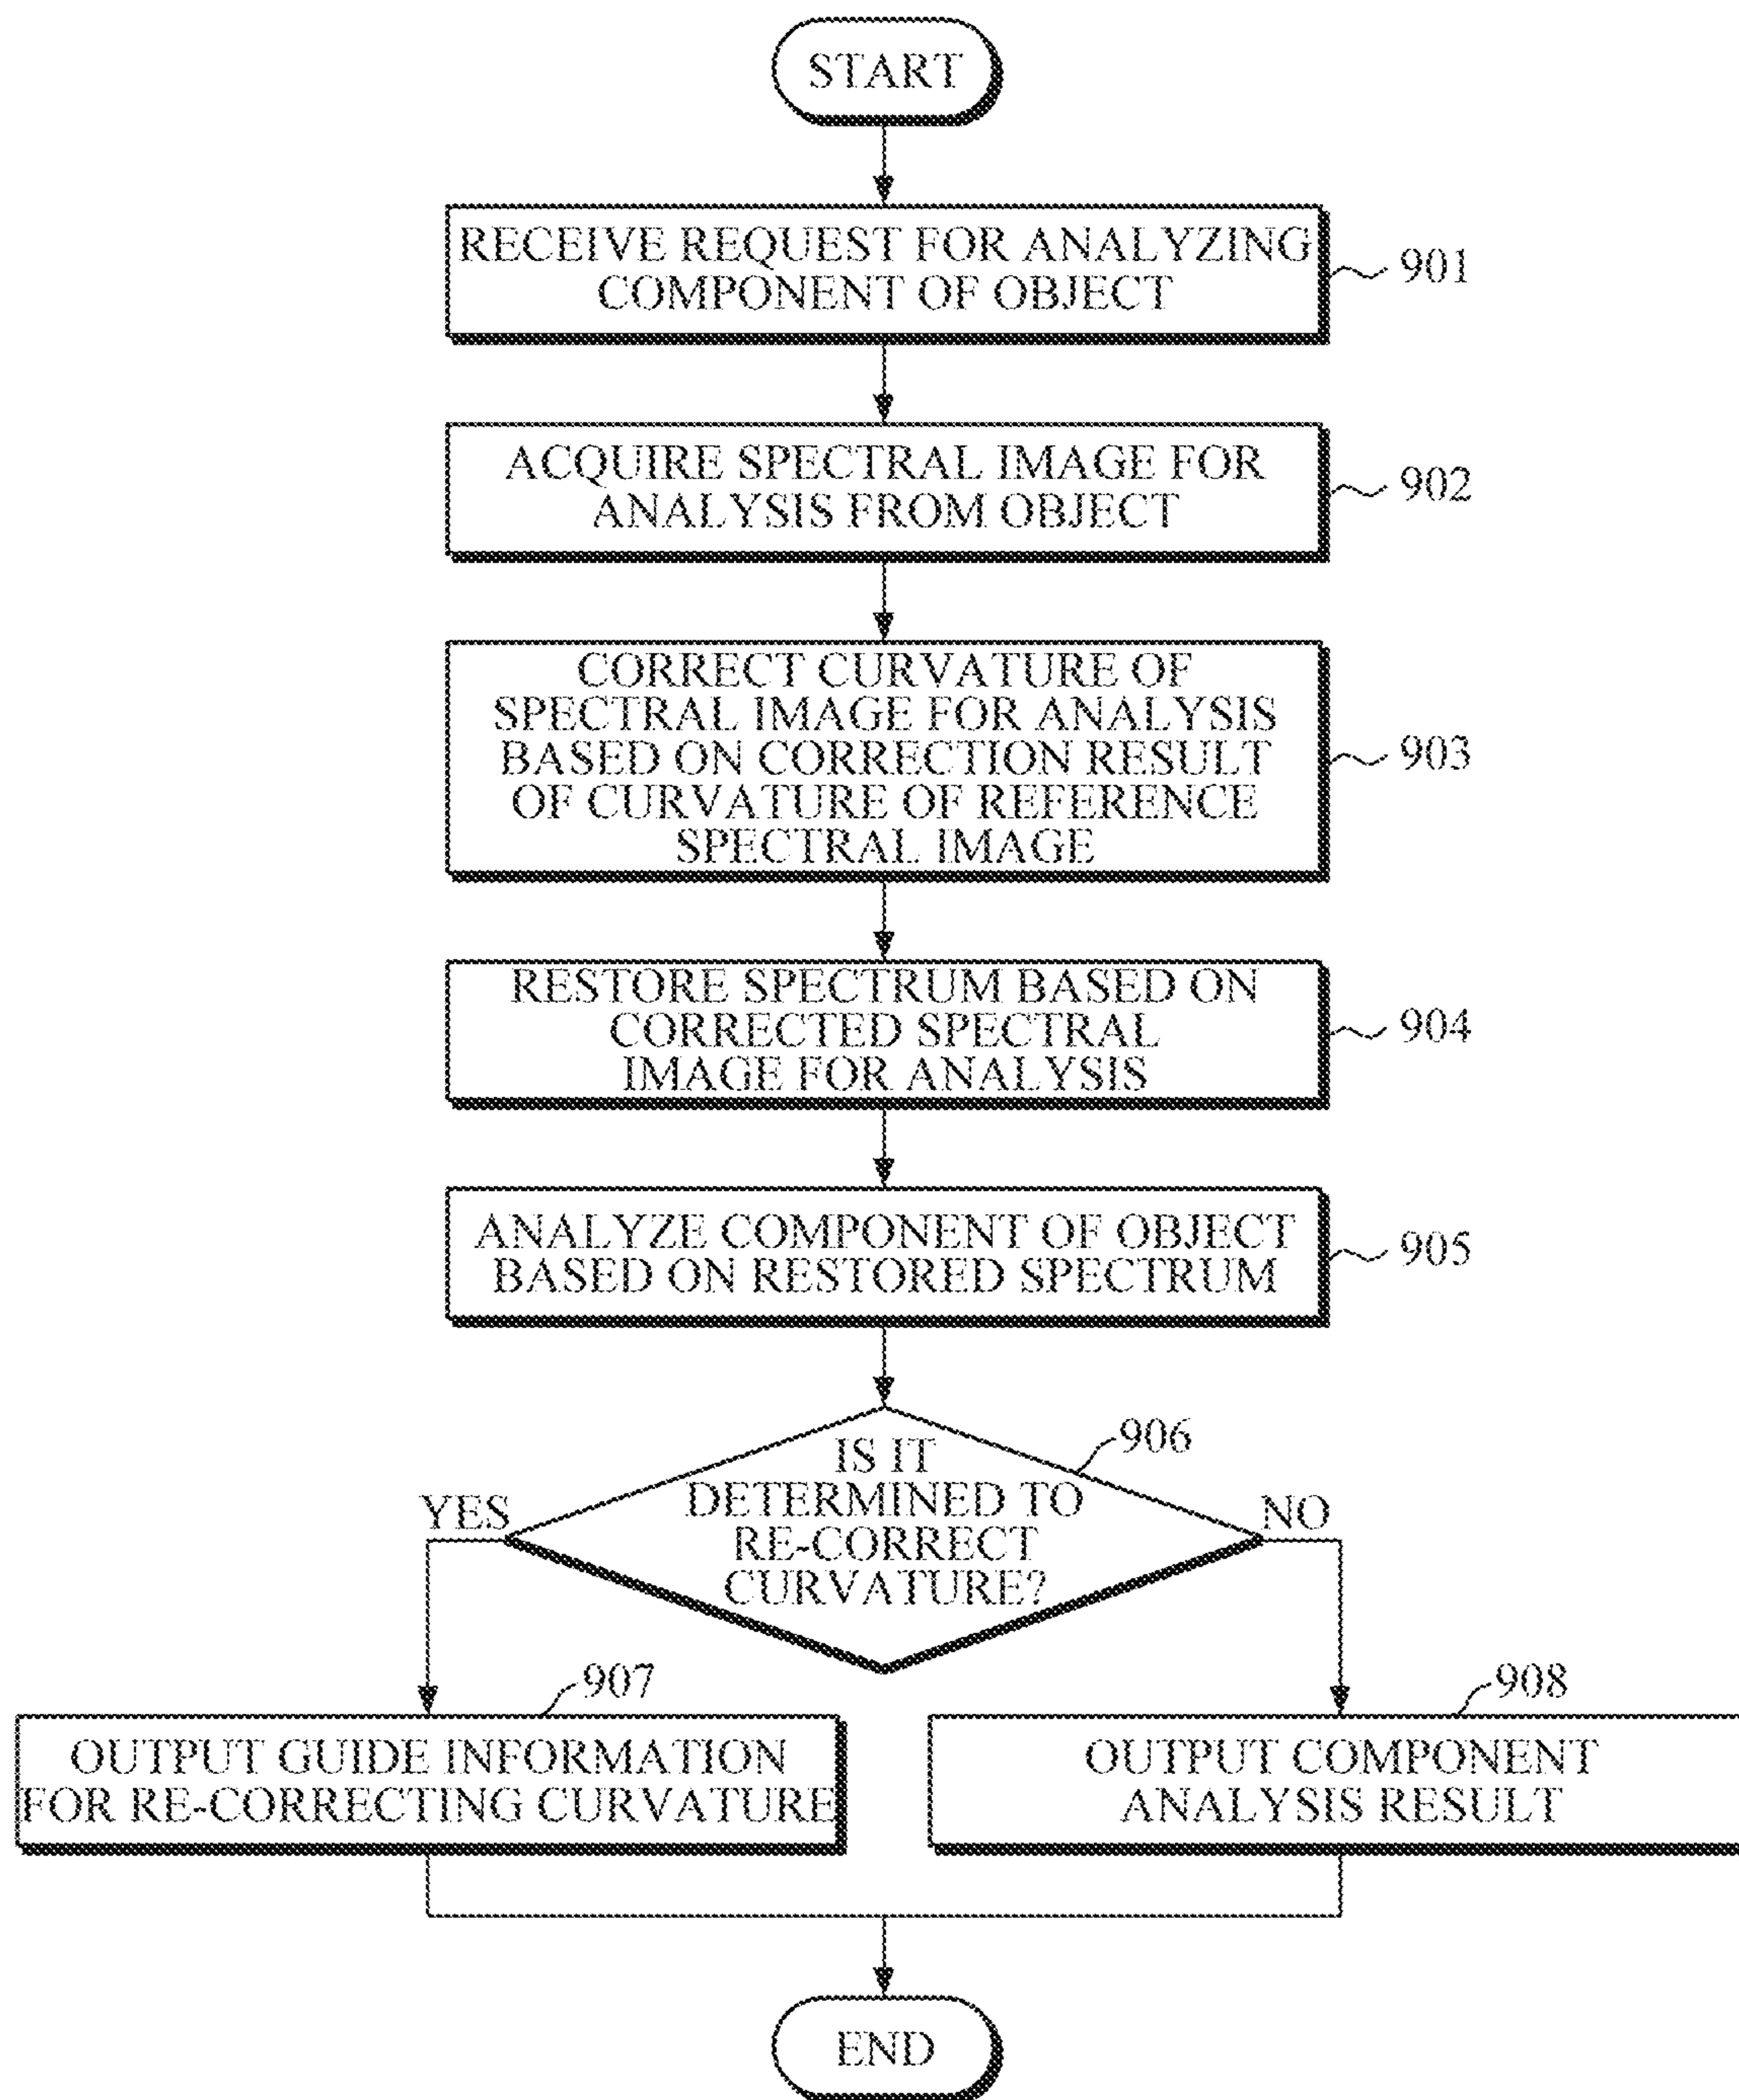 START
RECEIVE REQUEST FOR ANALYZING
COMPONENT OF OBJECT
901
ACQUIRE SPECTRAL IMAGE FOR
ANALYSIS FROM OBJECT
902
CORRECT CURVATURE OF
SPECTRAL IMAGE FOR ANALYSIS
BASED ON CORRECTION RESULT
OF CURVATURE OF REFERENCE
SPECTRAL IMAGE
903
RESTORE SPECTRUM BASED ON
CORRECTED SPECTRAL
IMAGE FOR ANALYSIS
904
ANALYZE COMPONENT OF OBJECT
BASED ON RESTORED SPECTRUM
905
906
IS IT
DETERMINED TO
RE-CORRECT
CURVATURE?
YES
NO
907
OUTPUT GUIDE INFORMATION
FOR RE-CORRECTING CURVATURE
908
OUTPUT COMPONENT
ANALYSIS RESULT
END